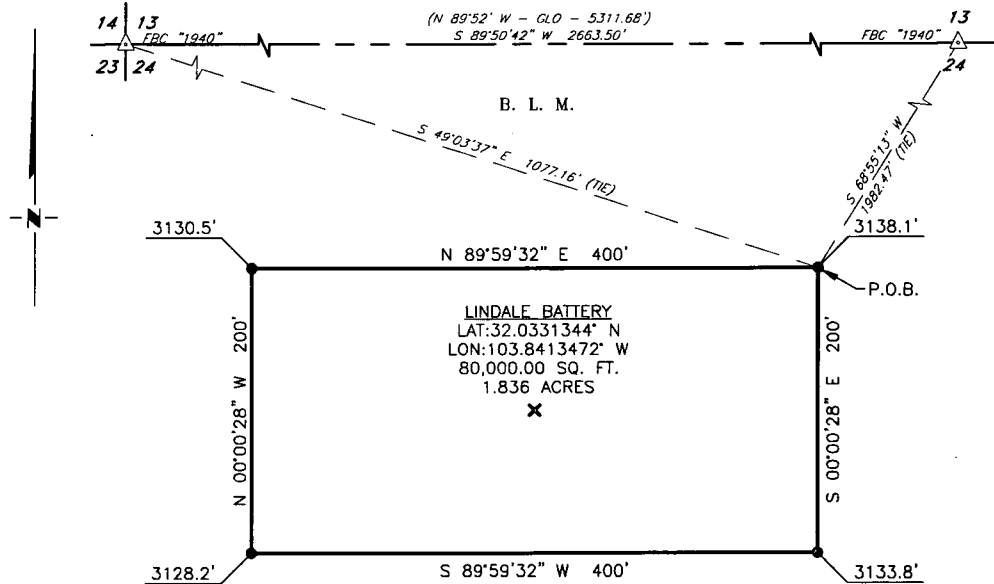 14 13
(N 89°52' W - GLO - 5311.68')
13
FBC "1940"
S 89°50'42" W 2663.50'
FBC "1940"
23 24
24
B. L. M.
S 49°03'37" E 1077.16' (TIE)
S 68°55'13" W
1982.47' (TIE)
N
3130.5'
3138.1'
N 89°59'32" E 400'
P.O.B.
LINDALE BATTERY
LAT:32.0331344° N
LON:103.8413472° W
80,000.00 SQ. FT.
1.836 ACRES
N 00°00'28" W 200'
S 00°00'28" E 200'
3128.2'
S 89°59'32" W 400'
3133.8'